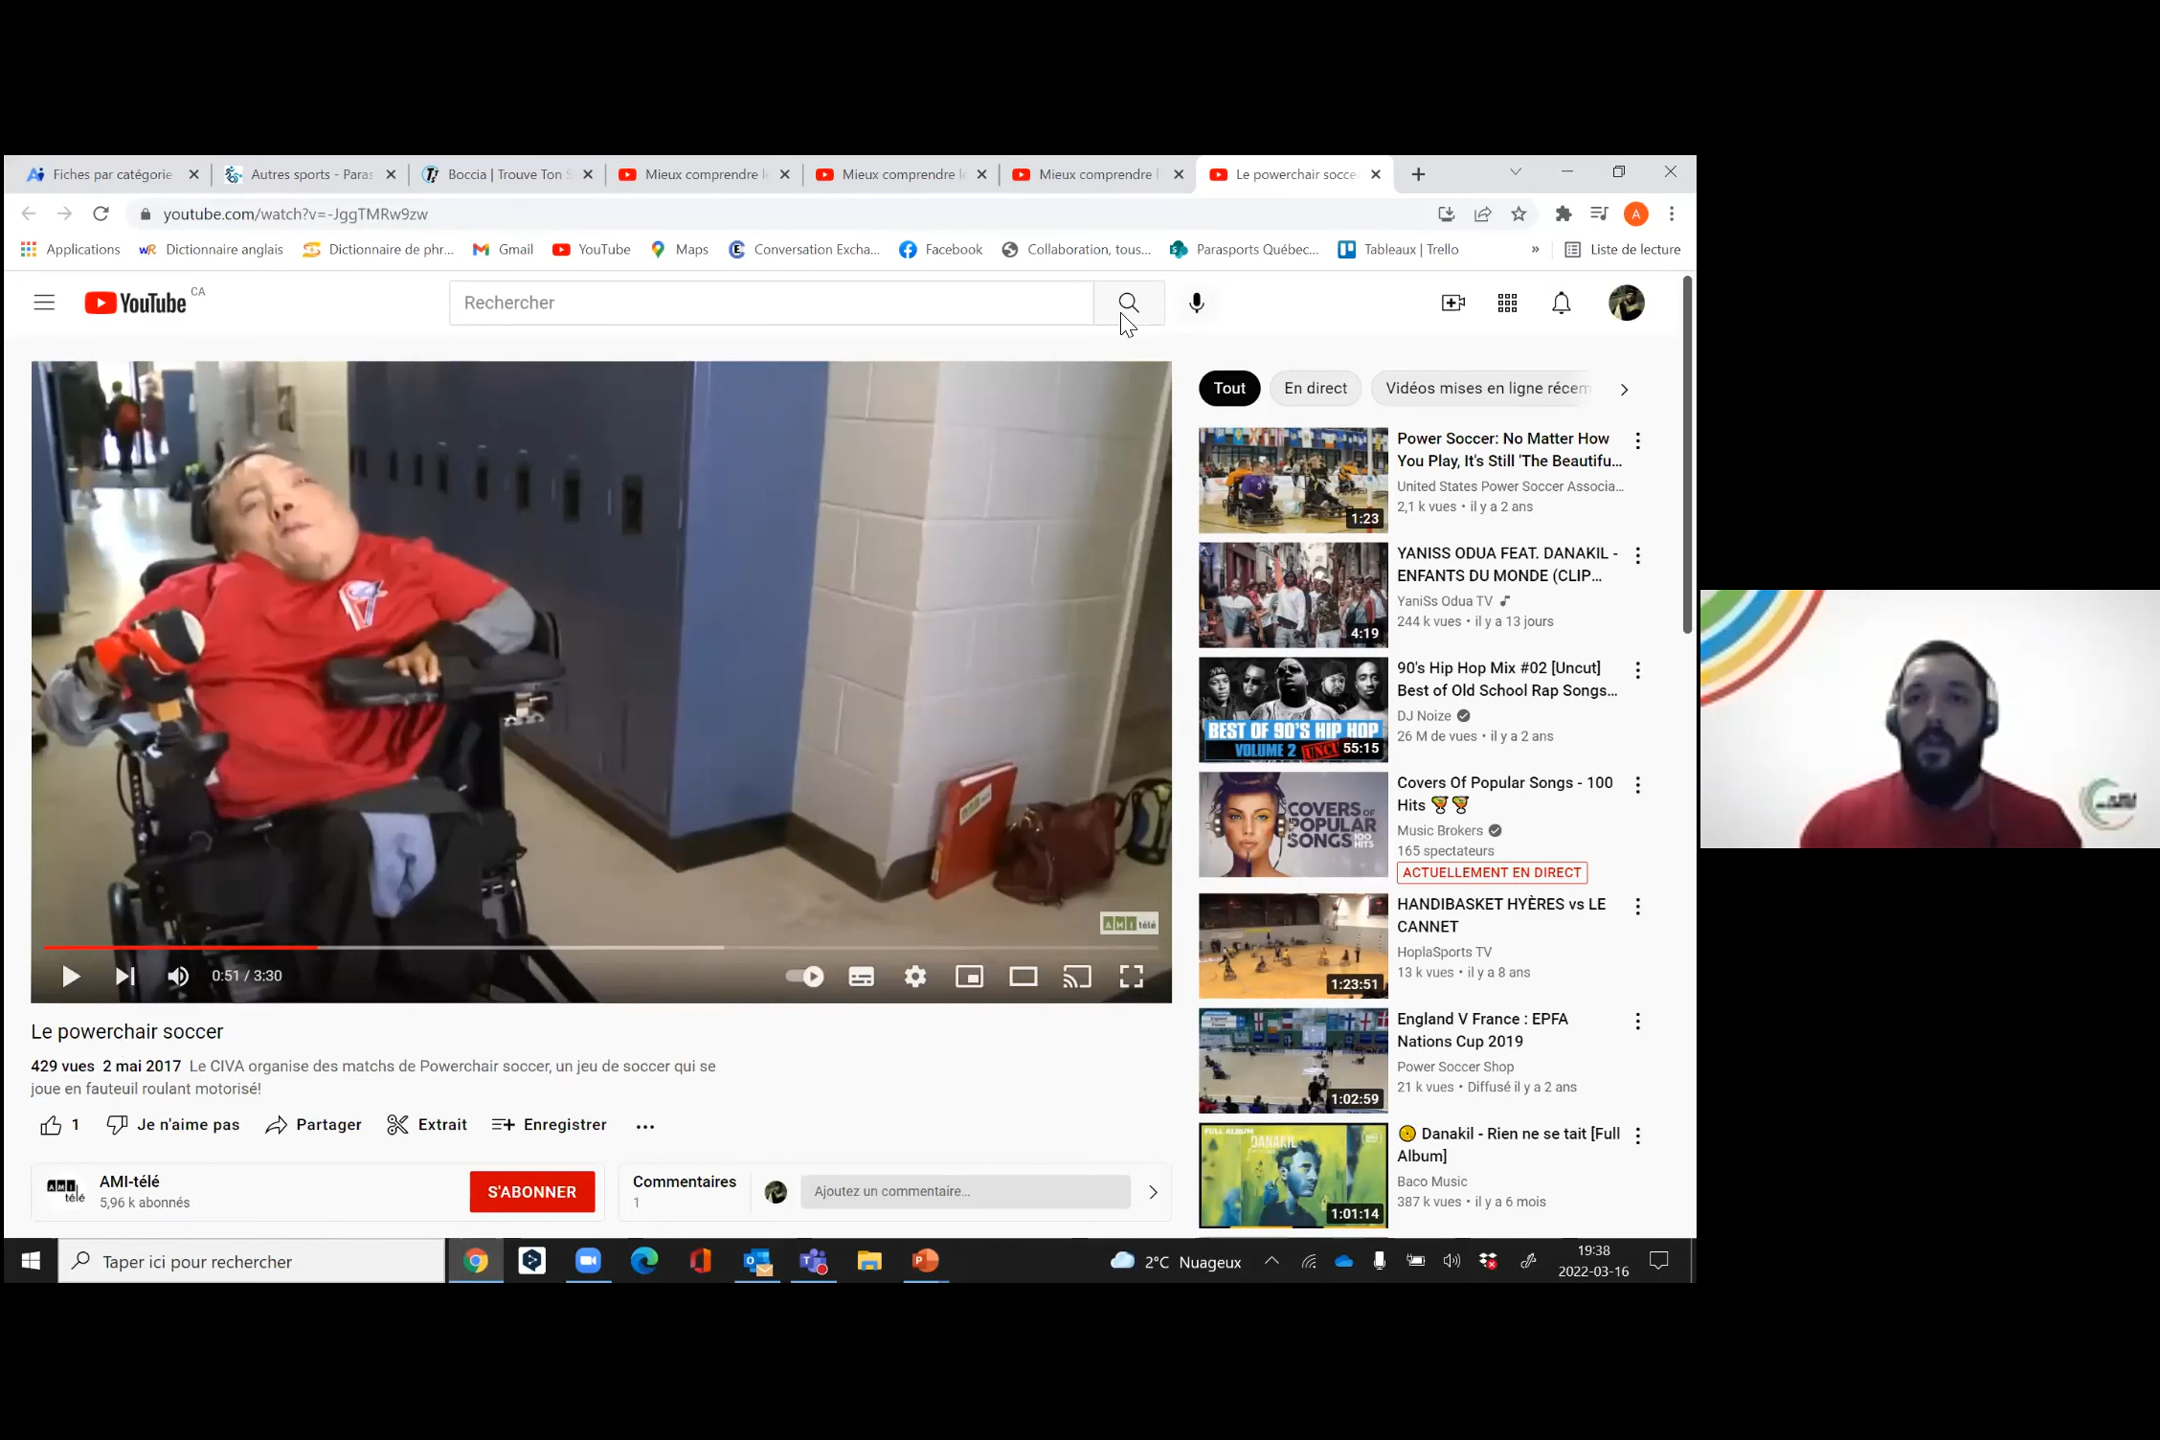 Fiches par catégorie
Autres sports - Paras
Boccia | Trouve Ton S
Mieux comprendre l
Mieux comprendre le
Mieux comprendre l
Le powerchair socce
youtube.com/watch?v=-JggTMRw9zw
A
Applications
Dictionnaire anglais
Dictionnaire de phr...
Gmail
YouTube
Maps
Conversation Excha...
Facebook
Collaboration, tous...
Parasports Québec...
Tableaux | Trello
»
Liste de lecture
YouTube CA
Rechercher
AMI télé
0:51 / 3:30
Le powerchair soccer
429 vues 2 mai 2017 Le CIVA organise des matchs de Powerchair soccer, un jeu de soccer qui se
joue en fauteuil roulant motorisé!
1
Je n'aime pas
Partager
Extrait
Enregistrer
AMI télé
AMI-télé
5,96 k abonnés
S'ABONNER
Commentaires
1
Ajoutez un commentaire...
Tout
En direct
Vidéos mises en ligne récem
1:23
Power Soccer: No Matter How
You Play, It's Still 'The Beautifu...
United States Power Soccer Associa...
2,1 k vues • il y a 2 ans
4:19
YANISS ODUA FEAT. DANAKIL -
ENFANTS DU MONDE (CLIP...
YaniSs Odua TV
244 k vues • il y a 13 jours
BEST OF 90'S HIP HOP
VOLUME 2 UNCU
55:15
90's Hip Hop Mix #02 [Uncut]
Best of Old School Rap Songs...
DJ Noize
26 M de vues • il y a 2 ans
COVERS OF
POPULAR
SONGS 100
HITS
Covers Of Popular Songs - 100
Hits
Music Brokers
165 spectateurs
ACTUELLEMENT EN DIRECT
1:23:51
HANDIBASKET HYÈRES vs LE
CANNET
HoplaSports TV
13 k vues • il y a 8 ans
1:02:59
England V France : EPFA
Nations Cup 2019
Power Soccer Shop
21 k vues • Diffusé il y a 2 ans
FULL ALBUM
DANAKIL
1:01:14
Danakil - Rien ne se tait [Full
Album]
Baco Music
387 k vues • il y a 6 mois
Taper ici pour rechercher
2°C Nuageux
19:38
2022-03-16